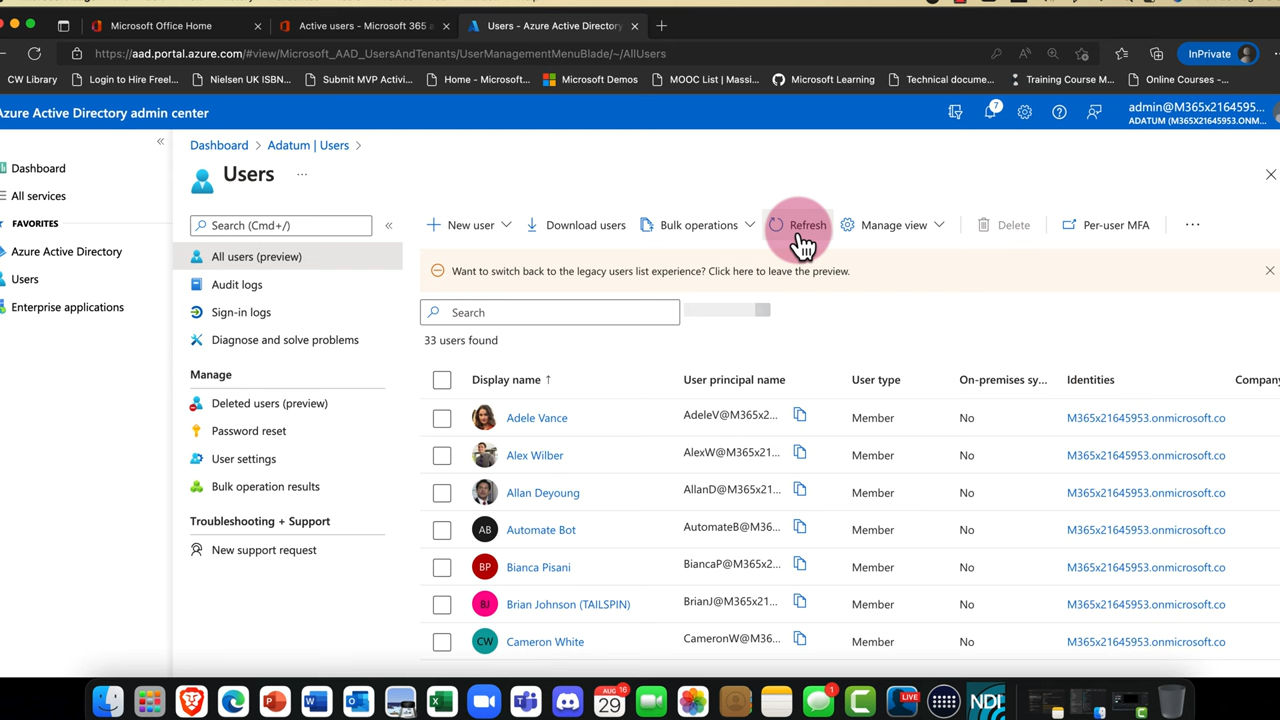 Microsoft Office Home
Active users - Microsoft 365 a
Users - Azure Active Directory
https://aad.portal.azure.com/#view/Microsoft_AAD_UsersAndTenants/UserManagementMenuBlade/~/AllUsers
InPrivate
CW Library
Login to Hire Freel...
Nielsen UK ISBN...
Submit MVP Activi...
Home - Microsoft...
Microsoft Demos
MOOC List | Massi...
Microsoft Learning
Technical docume...
Training Course M...
Online Courses -...
Azure Active Directory admin center
7
admin@M365x2164595...
ADATUM (M365X21645953.ONM...
Dashboard > Adatum | Users >
Users ...
Dashboard
All services
FAVORITES
Azure Active Directory
Users
Enterprise applications
Search (Cmd+/)
All users (preview)
Audit logs
Sign-in logs
Diagnose and solve problems
Manage
Deleted users (preview)
Password reset
User settings
Bulk operation results
Troubleshooting + Support
New support request
New user
Download users
Bulk operations
Refresh
Manage view
Delete
Per-user MFA
...
Want to switch back to the legacy users list experience? Click here to leave the preview.
Search
33 users found
Display name ↑ User principal name User type On-premises sy... Identities Company
Adele Vance AdeleV@M365x2... Member No M365x21645953.onmicrosoft.co
Alex Wilber AlexW@M365x21... Member No M365x21645953.onmicrosoft.co
Allan Deyoung AllanD@M365x21... Member No M365x21645953.onmicrosoft.co
AB Automate Bot AutomateB@M36... Member No M365x21645953.onmicrosoft.co
BP Bianca Pisani BiancaP@M365x2... Member No M365x21645953.onmicrosoft.co
BJ Brian Johnson (TAILSPIN) BrianJ@M365x21... Member No M365x21645953.onmicrosoft.co
CW Cameron White CameronW@M36... Member No M365x21645953.onmicrosoft.co
AUG 16
29
1
LIVE
NDI